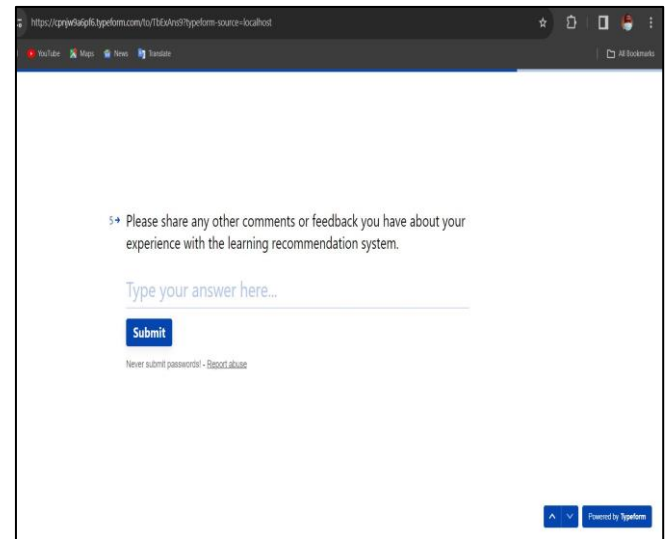 https://cprnjw9a6pf6.typeform.com/to/TbExAns9?typeform-source=localhost
YouTube Maps News Translate All Bookmarks
5 Please share any other comments or feedback you have about your
experience with the learning recommendation system.
Type your answer here...
Submit
Never submit passwords! - Report abuse
Powered by Typeform